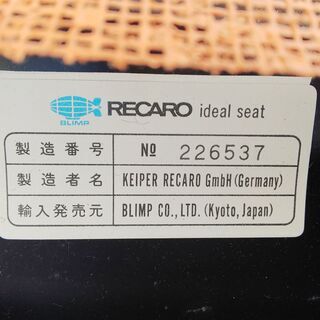 BLIMP
RECARO ideal seat
製造番号 No 226537
製造者名 KEIPER RECARO GmbH (Germany)
輸入発売元 BLIMP CO., LTD. (Kyoto, Japan)